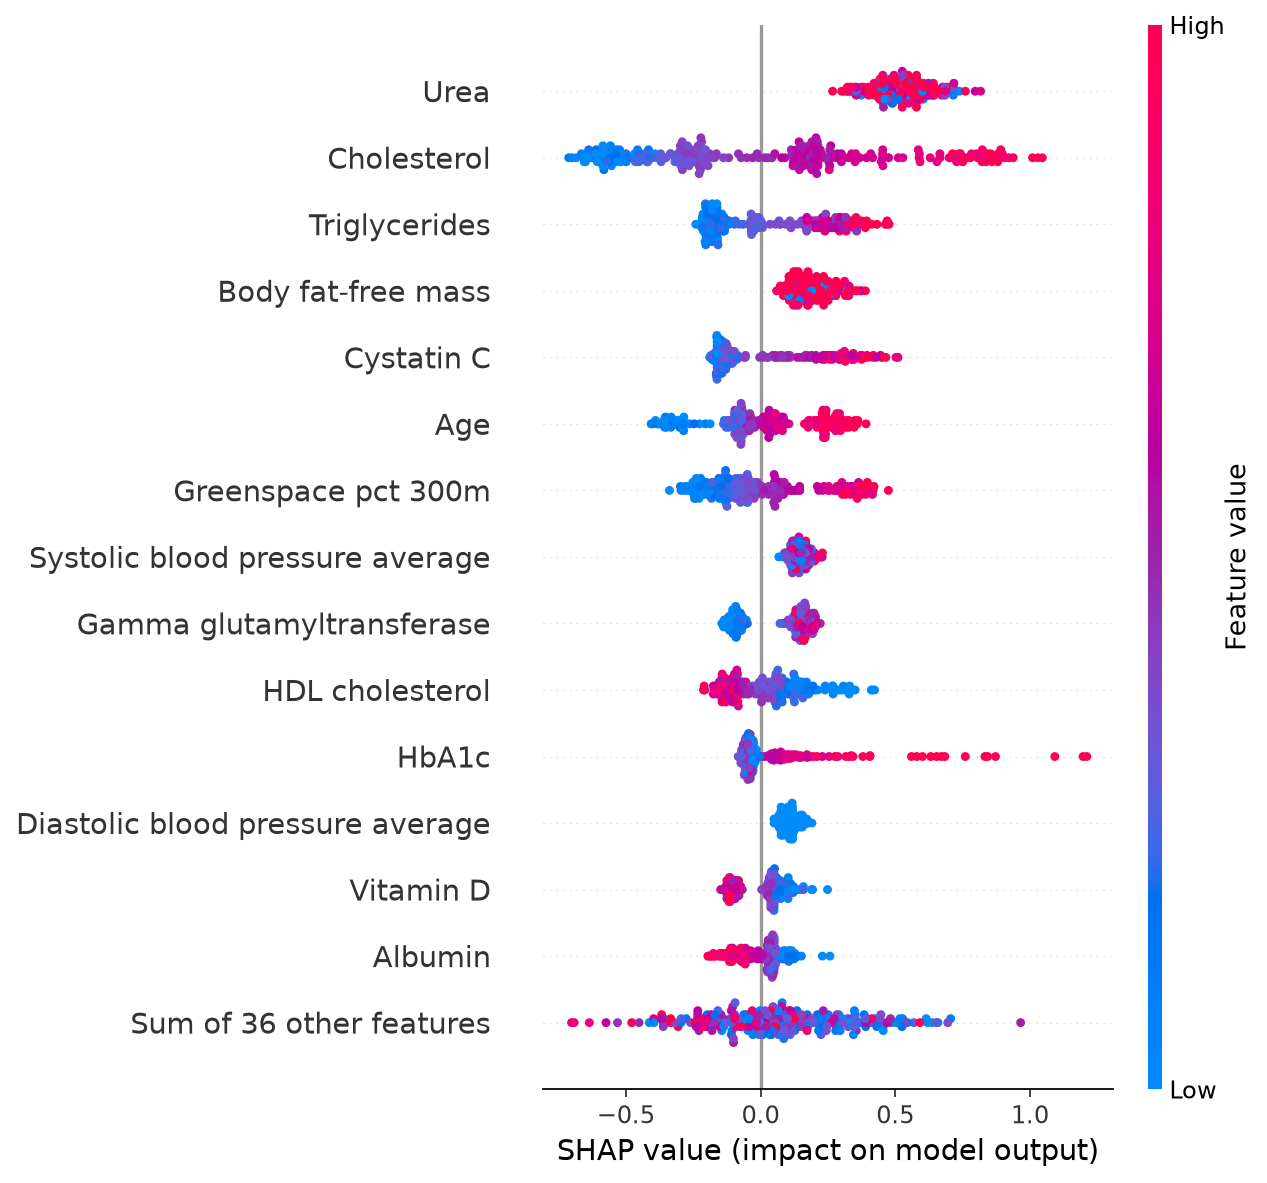 High
Urea
Cholesterol
Triglycerides
Body fat-free mass
Cystatin C
Age
Greenspace pct 300m
Systolic blood pressure average
Gamma glutamyltransferase
HDL cholesterol
HbA1c
Diastolic blood pressure average
Vitamin D
Albumin
Sum of 36 other features
Feature value
Low
−0.5 0.0 0.5 1.0
SHAP value (impact on model output)